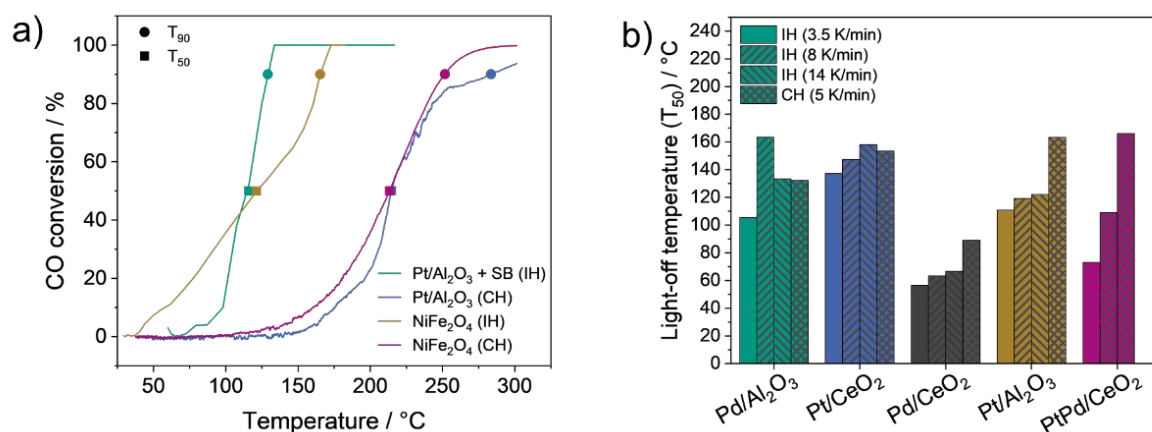 a)
T₉₀
T₅₀
CO conversion / %
100
80
60
40
20
0
Pt/Al₂O₃ + SB (IH)
Pt/Al₂O₃ (CH)
NiFe₂O₄ (IH)
NiFe₂O₄ (CH)
50
100
150
200
250
300
Temperature / °C
b)
Light-off temperature (T₅₀) / °C
240
220
200
180
160
140
120
100
80
60
40
20
0
IH (3.5 K/min)
IH (8 K/min)
IH (14 K/min)
CH (5 K/min)
Pd/Al₂O₃
Pt/CeO₂
Pd/CeO₂
Pt/Al₂O₃
PtPd/CeO₂